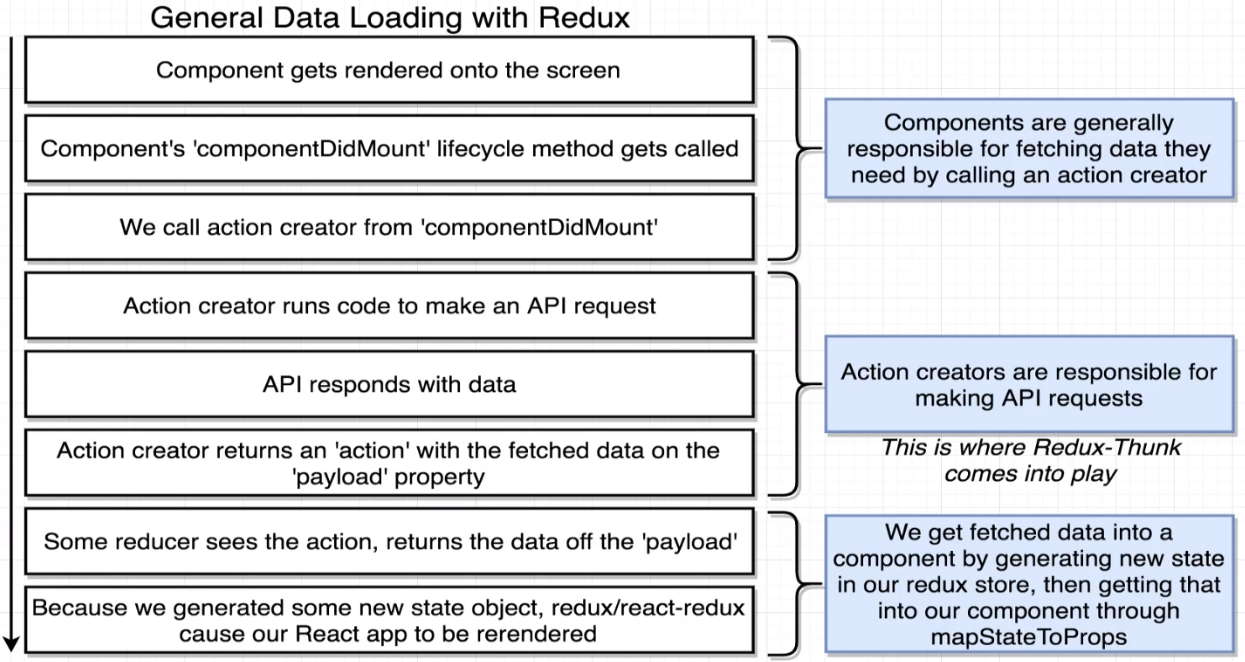 General Data Loading with Redux
Component gets rendered onto the screen
Component's 'componentDidMount' lifecycle method gets called
We call action creator from 'componentDidMount'
Components are generally
responsible for fetching data they
need by calling an action creator
Action creator runs code to make an API request
API responds with data
Action creator returns an 'action' with the fetched data on the
'payload' property
Action creators are responsible for
making API requests
This is where Redux-Thunk
comes into play
Some reducer sees the action, returns the data off the 'payload'
Because we generated some new state object, redux/react-redux
cause our React app to be rerendered
We get fetched data into a
component by generating new state
in our redux store, then getting that
into our component through
mapStateToProps